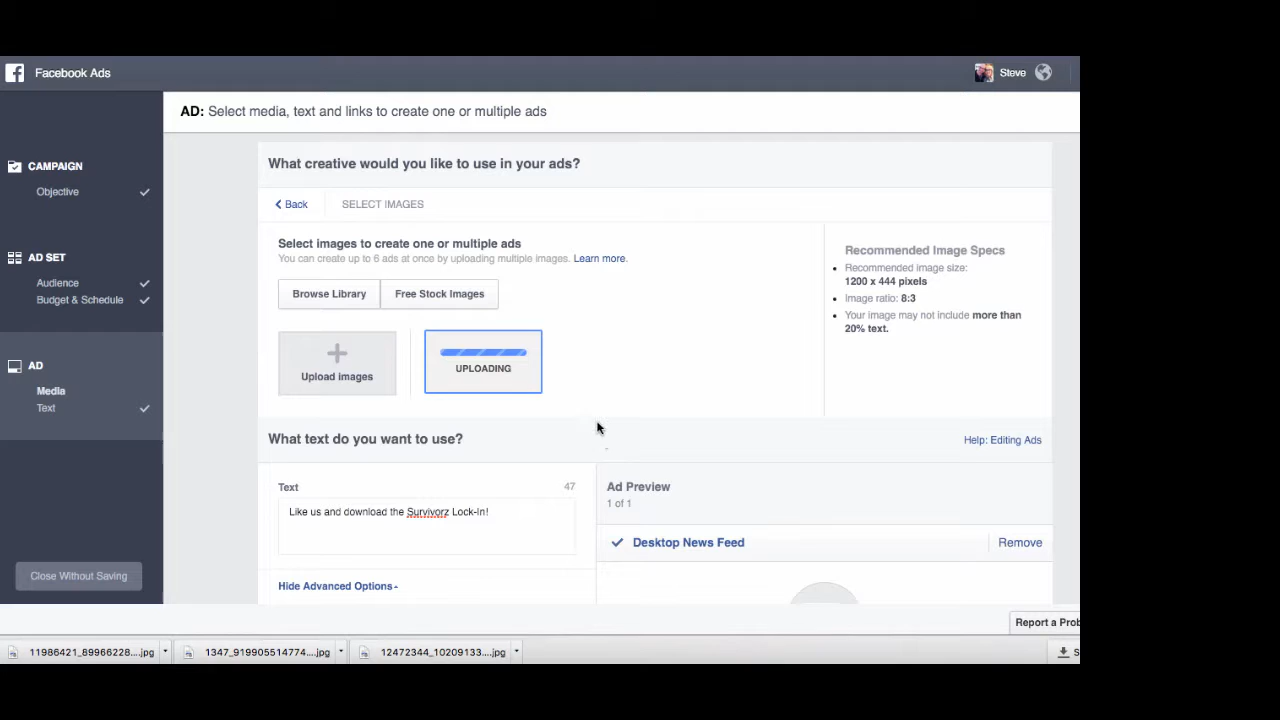 Facebook Ads
Steve
AD: Select media, text and links to create one or multiple ads
CAMPAIGN
Objective
AD SET
Audience
Budget & Schedule
AD
Media
Text
Close Without Saving
What creative would you like to use in your ads?
Back
SELECT IMAGES
Select images to create one or multiple ads
You can create up to 6 ads at once by uploading multiple images. Learn more.
Browse Library
Free Stock Images
Upload images
UPLOADING
Recommended Image Specs
Recommended image size:
1200 x 444 pixels
Image ratio: 8:3
Your image may not include more than
20% text.
What text do you want to use?
Help: Editing Ads
Text
47
Like us and download the Survivorz Lock-In!
Hide Advanced Options
Ad Preview
1 of 1
Desktop News Feed
Remove
Report a Prob
11986421_89966228....jpg
1347_919905514774....jpg
12472344_10209133....jpg
S